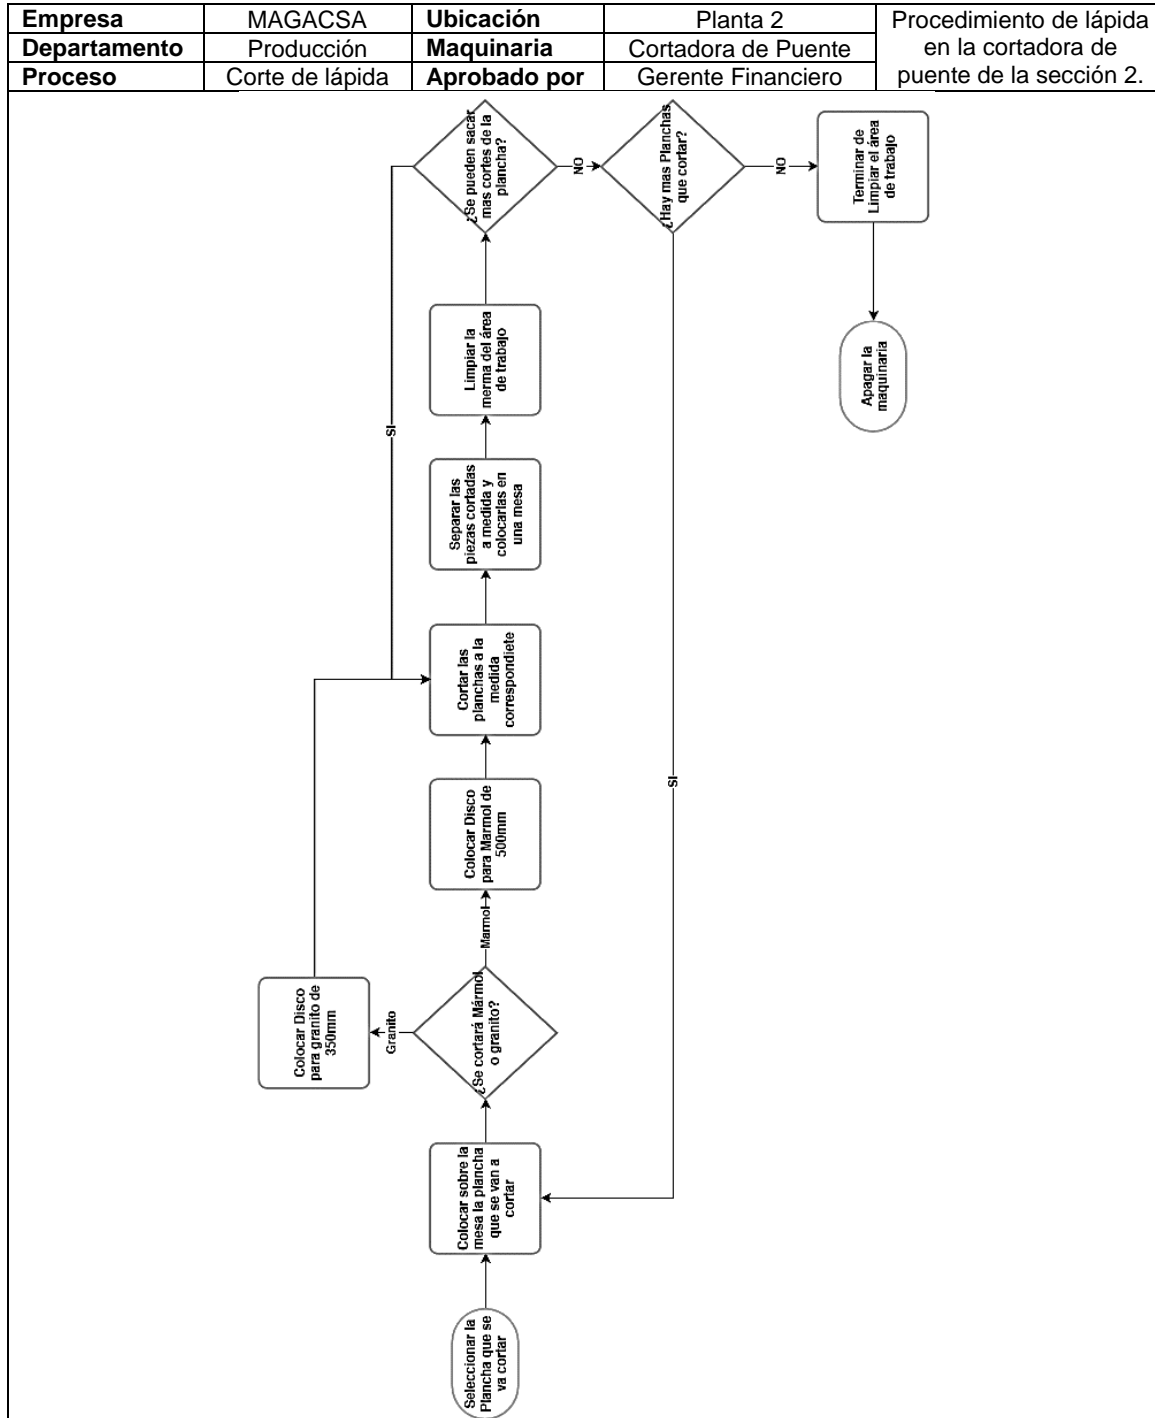 Empresa
MAGACSA
Ubicación
Planta 2
Procedimiento de lápida
en la cortadora de
puente de la sección 2.
Departamento
Producción
Maquinaria
Cortadora de Puente
Proceso
Corte de lápida
Aprobado por
Gerente Financiero
Seleccionar la
Plancha que se
va cortar
Colocar sobre la
mesa la plancha
que se van a
cortar
¿Se cortará Mármol
o granito?
Granito
Colocar Disco
para granito de
350mm
Marmol
Colocar Disco
para Marmol de
500mm
Cortar las
planchas a la
medida
correspondiete
Separar las
piezas cortadas
a medida y
colocarlas en
una mesa
Limpiar la
merma del área
de trabajo
¿Se pueden sacar
mas cortes de la
plancha?
SI
NO
¿Hay mas Planchas
que cortar?
SI
NO
Terminar de
Limpiar el área
de trabajo
Apagar la
maquinaria